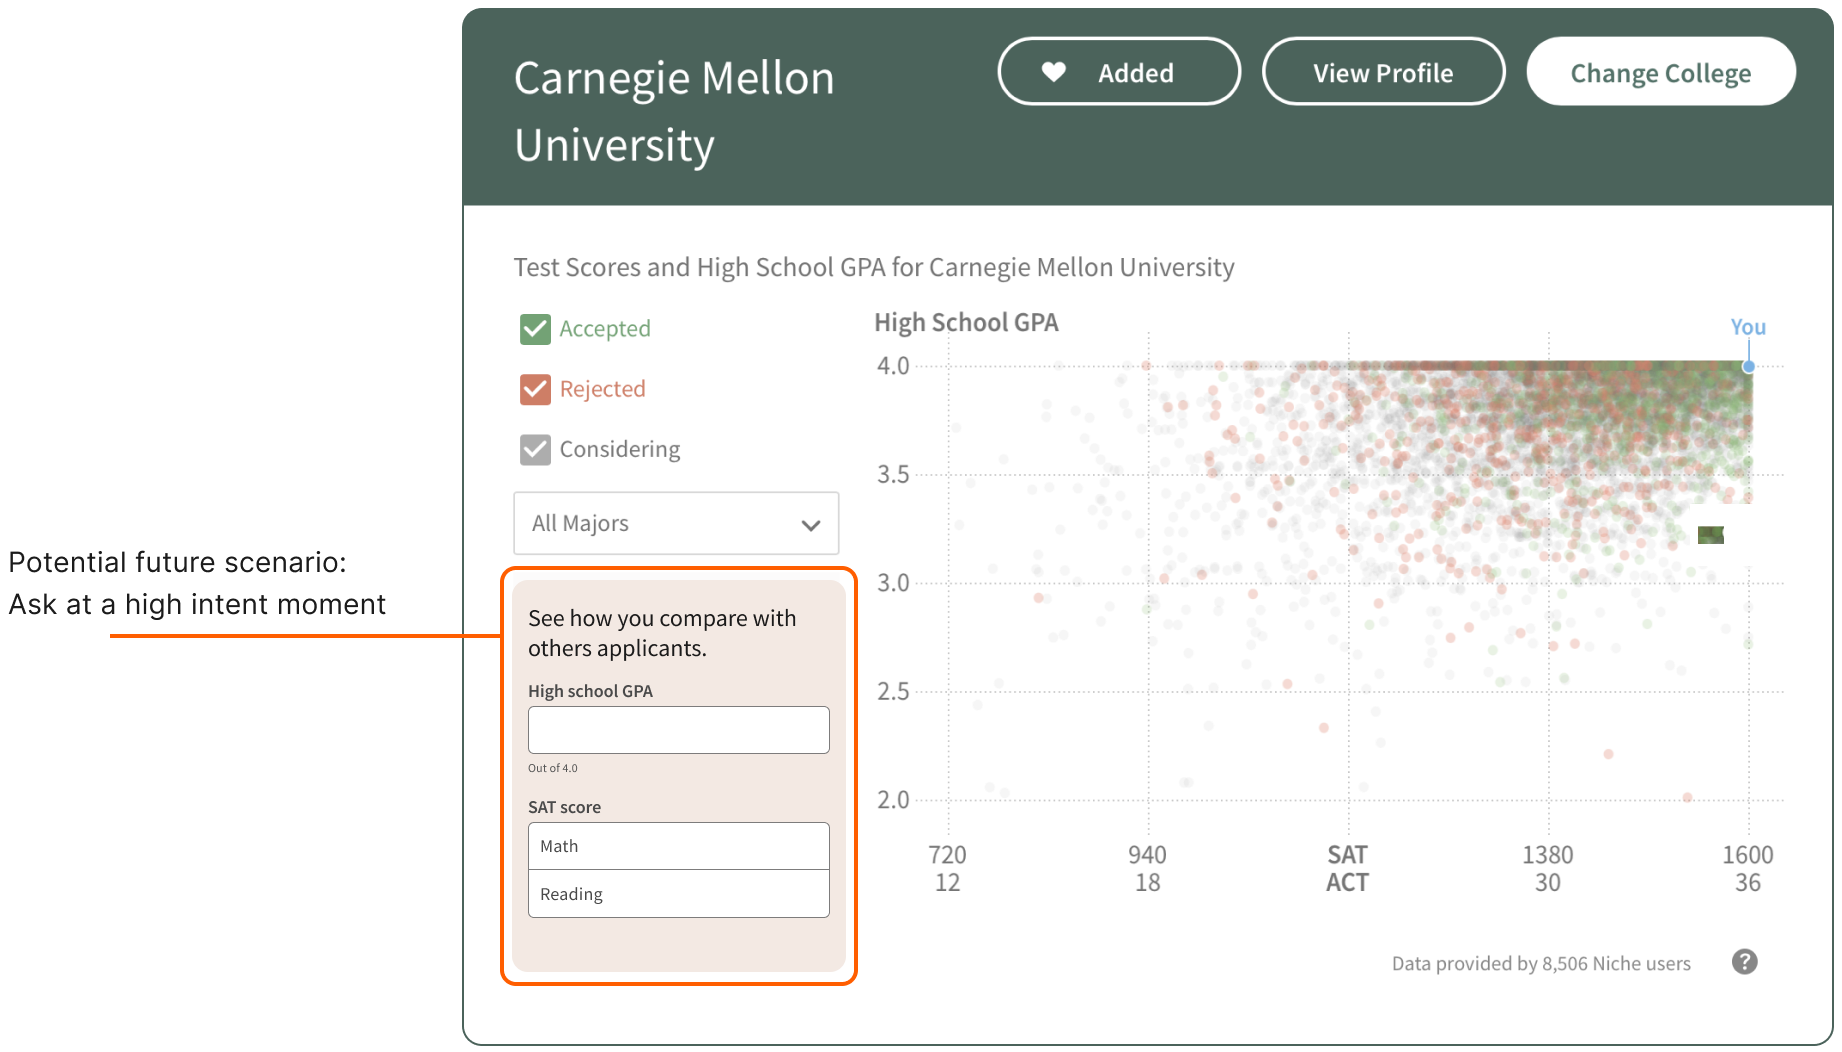 Carnegie Mellon
University
Added
View Profile
Change College
Test Scores and High School GPA for Carnegie Mellon University
Accepted
Rejected
Considering
All Majors
Potential future scenario:
Ask at a high intent moment
See how you compare with
others applicants.
High school GPA
Out of 4.0
SAT score
Math
Reading
High School GPA
You
4.0
3.5
3.0
2.5
2.0
720 940 SAT 1380 1600
12 18 ACT 30 36
Data provided by 8,506 Niche users
?